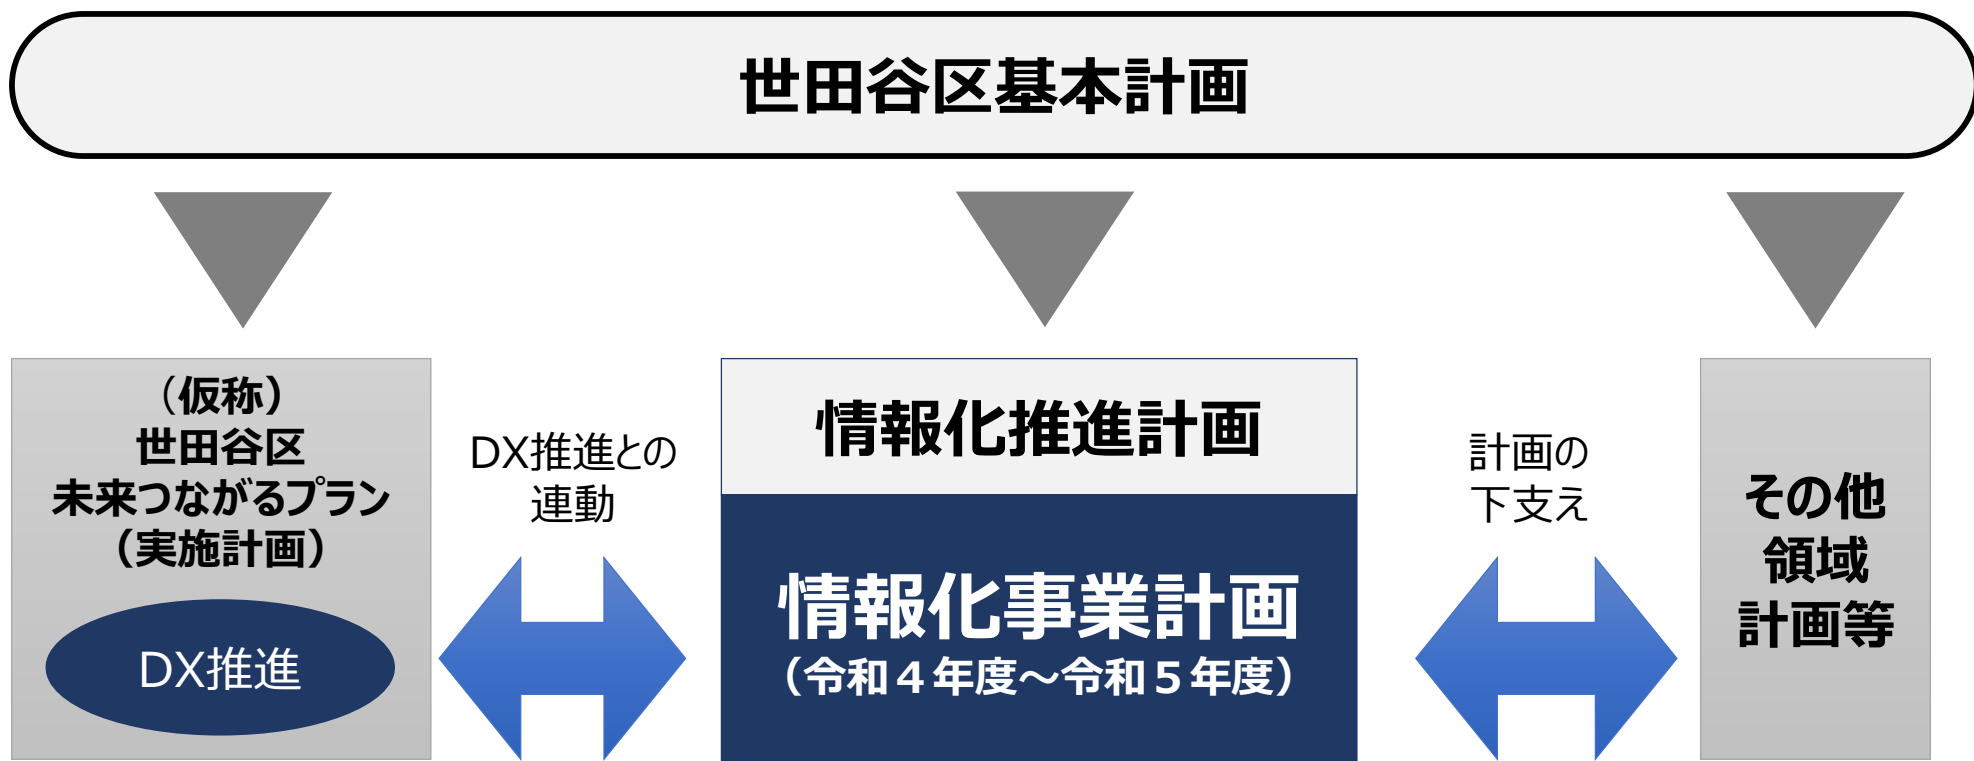 世田谷区基本計画
（仮称）
世田谷区
未来つながるプラン
（実施計画）
DX推進
DX推進との
連動
情報化推進計画
情報化事業計画
（令和４年度～令和５年度）
計画の
下支え
その他
領域
計画等